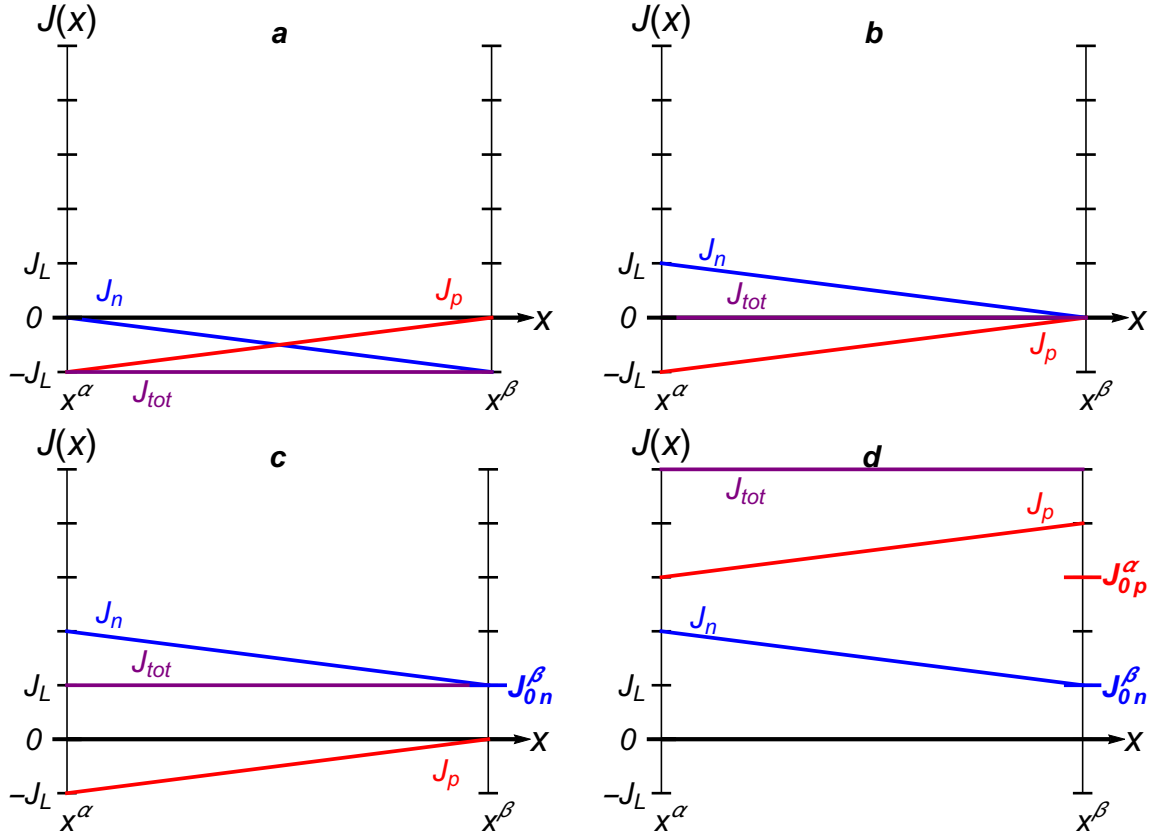 J(x)
a
J_L
J_n
J_p
0
x
-J_L
J_tot
x^α
x^β
J(x)
b
J_L
J_n
J_tot
0
x
J_p
-J_L
x^α
x^β
J(x)
c
J_n
J_tot
J_L
J_0n^β
0
x
J_p
-J_L
x^α
x^β
J(x)
d
J_tot
J_p
J_0p^α
J_n
J_L
J_0n^β
0
x
-J_L
x^α
x^β